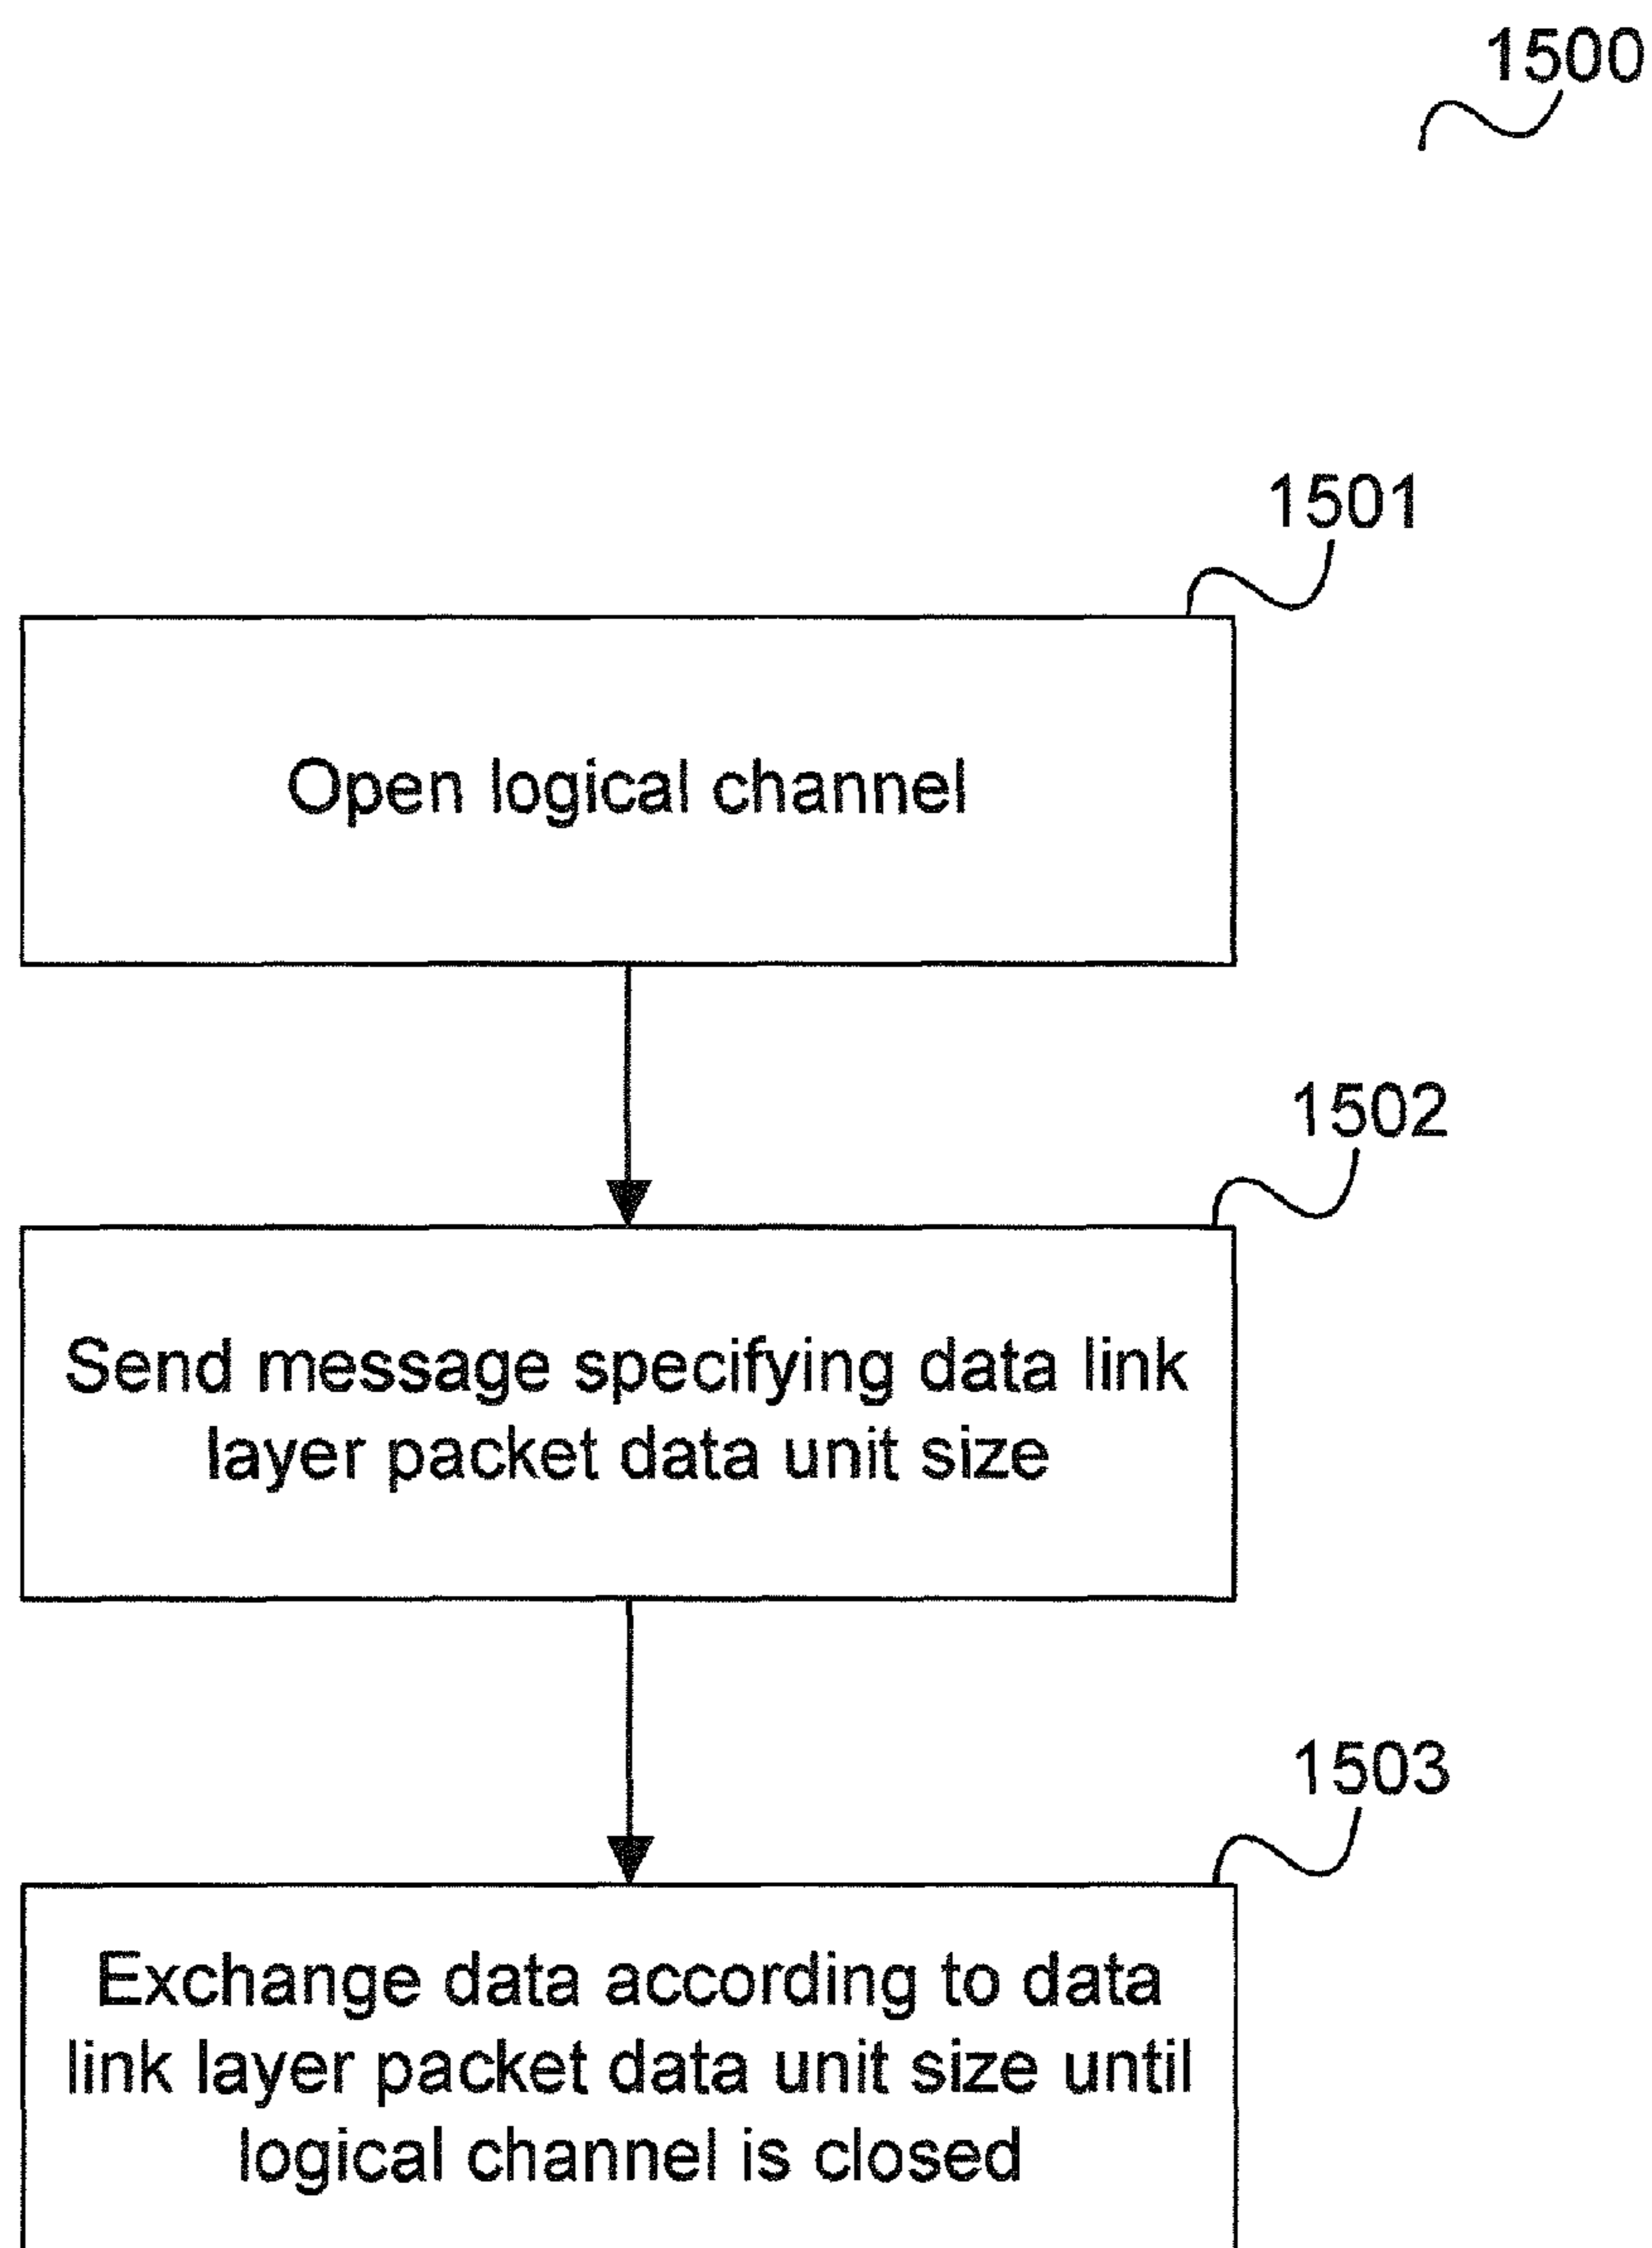 1500
1501
Open logical channel
1502
Send message specifying data link
layer packet data unit size
1503
Exchange data according to data
link layer packet data unit size until
logical channel is closed